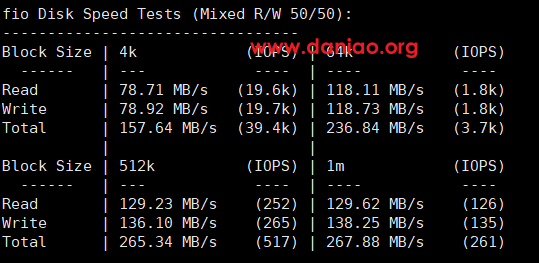 fio Disk Speed Tests (Mixed R/W 50/50):
---------------------------------
Block Size | 4k            (IOPS) | 64k           (IOPS)
  ------   | ---            ----  | ----           ----
Read       | 78.71 MB/s   (19.6k) | 118.11 MB/s   (1.8k)
Write      | 78.92 MB/s   (19.7k) | 118.73 MB/s   (1.8k)
Total      | 157.64 MB/s  (39.4k) | 236.84 MB/s   (3.7k)
           |                      |
Block Size | 512k          (IOPS) | 1m            (IOPS)
  ------   | ---            ----  | ----           ----
Read       | 129.23 MB/s    (252) | 129.62 MB/s    (126)
Write      | 136.10 MB/s    (265) | 138.25 MB/s    (135)
Total      | 265.34 MB/s    (517) | 267.88 MB/s    (261)
www.daniao.org